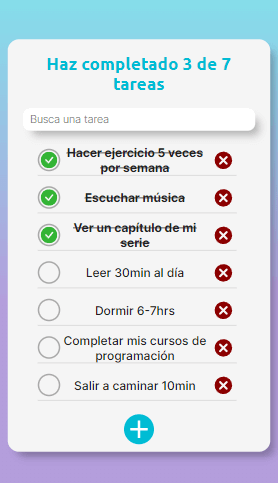 Haz completado 3 de 7
tareas
Busca una tarea
Hacer ejercicio 5 veces
por semana
Escuchar música
Ver un capítulo de mi
serie
Leer 30min al día
Dormir 6-7hrs
Completar mis cursos de
programación
Salir a caminar 10min